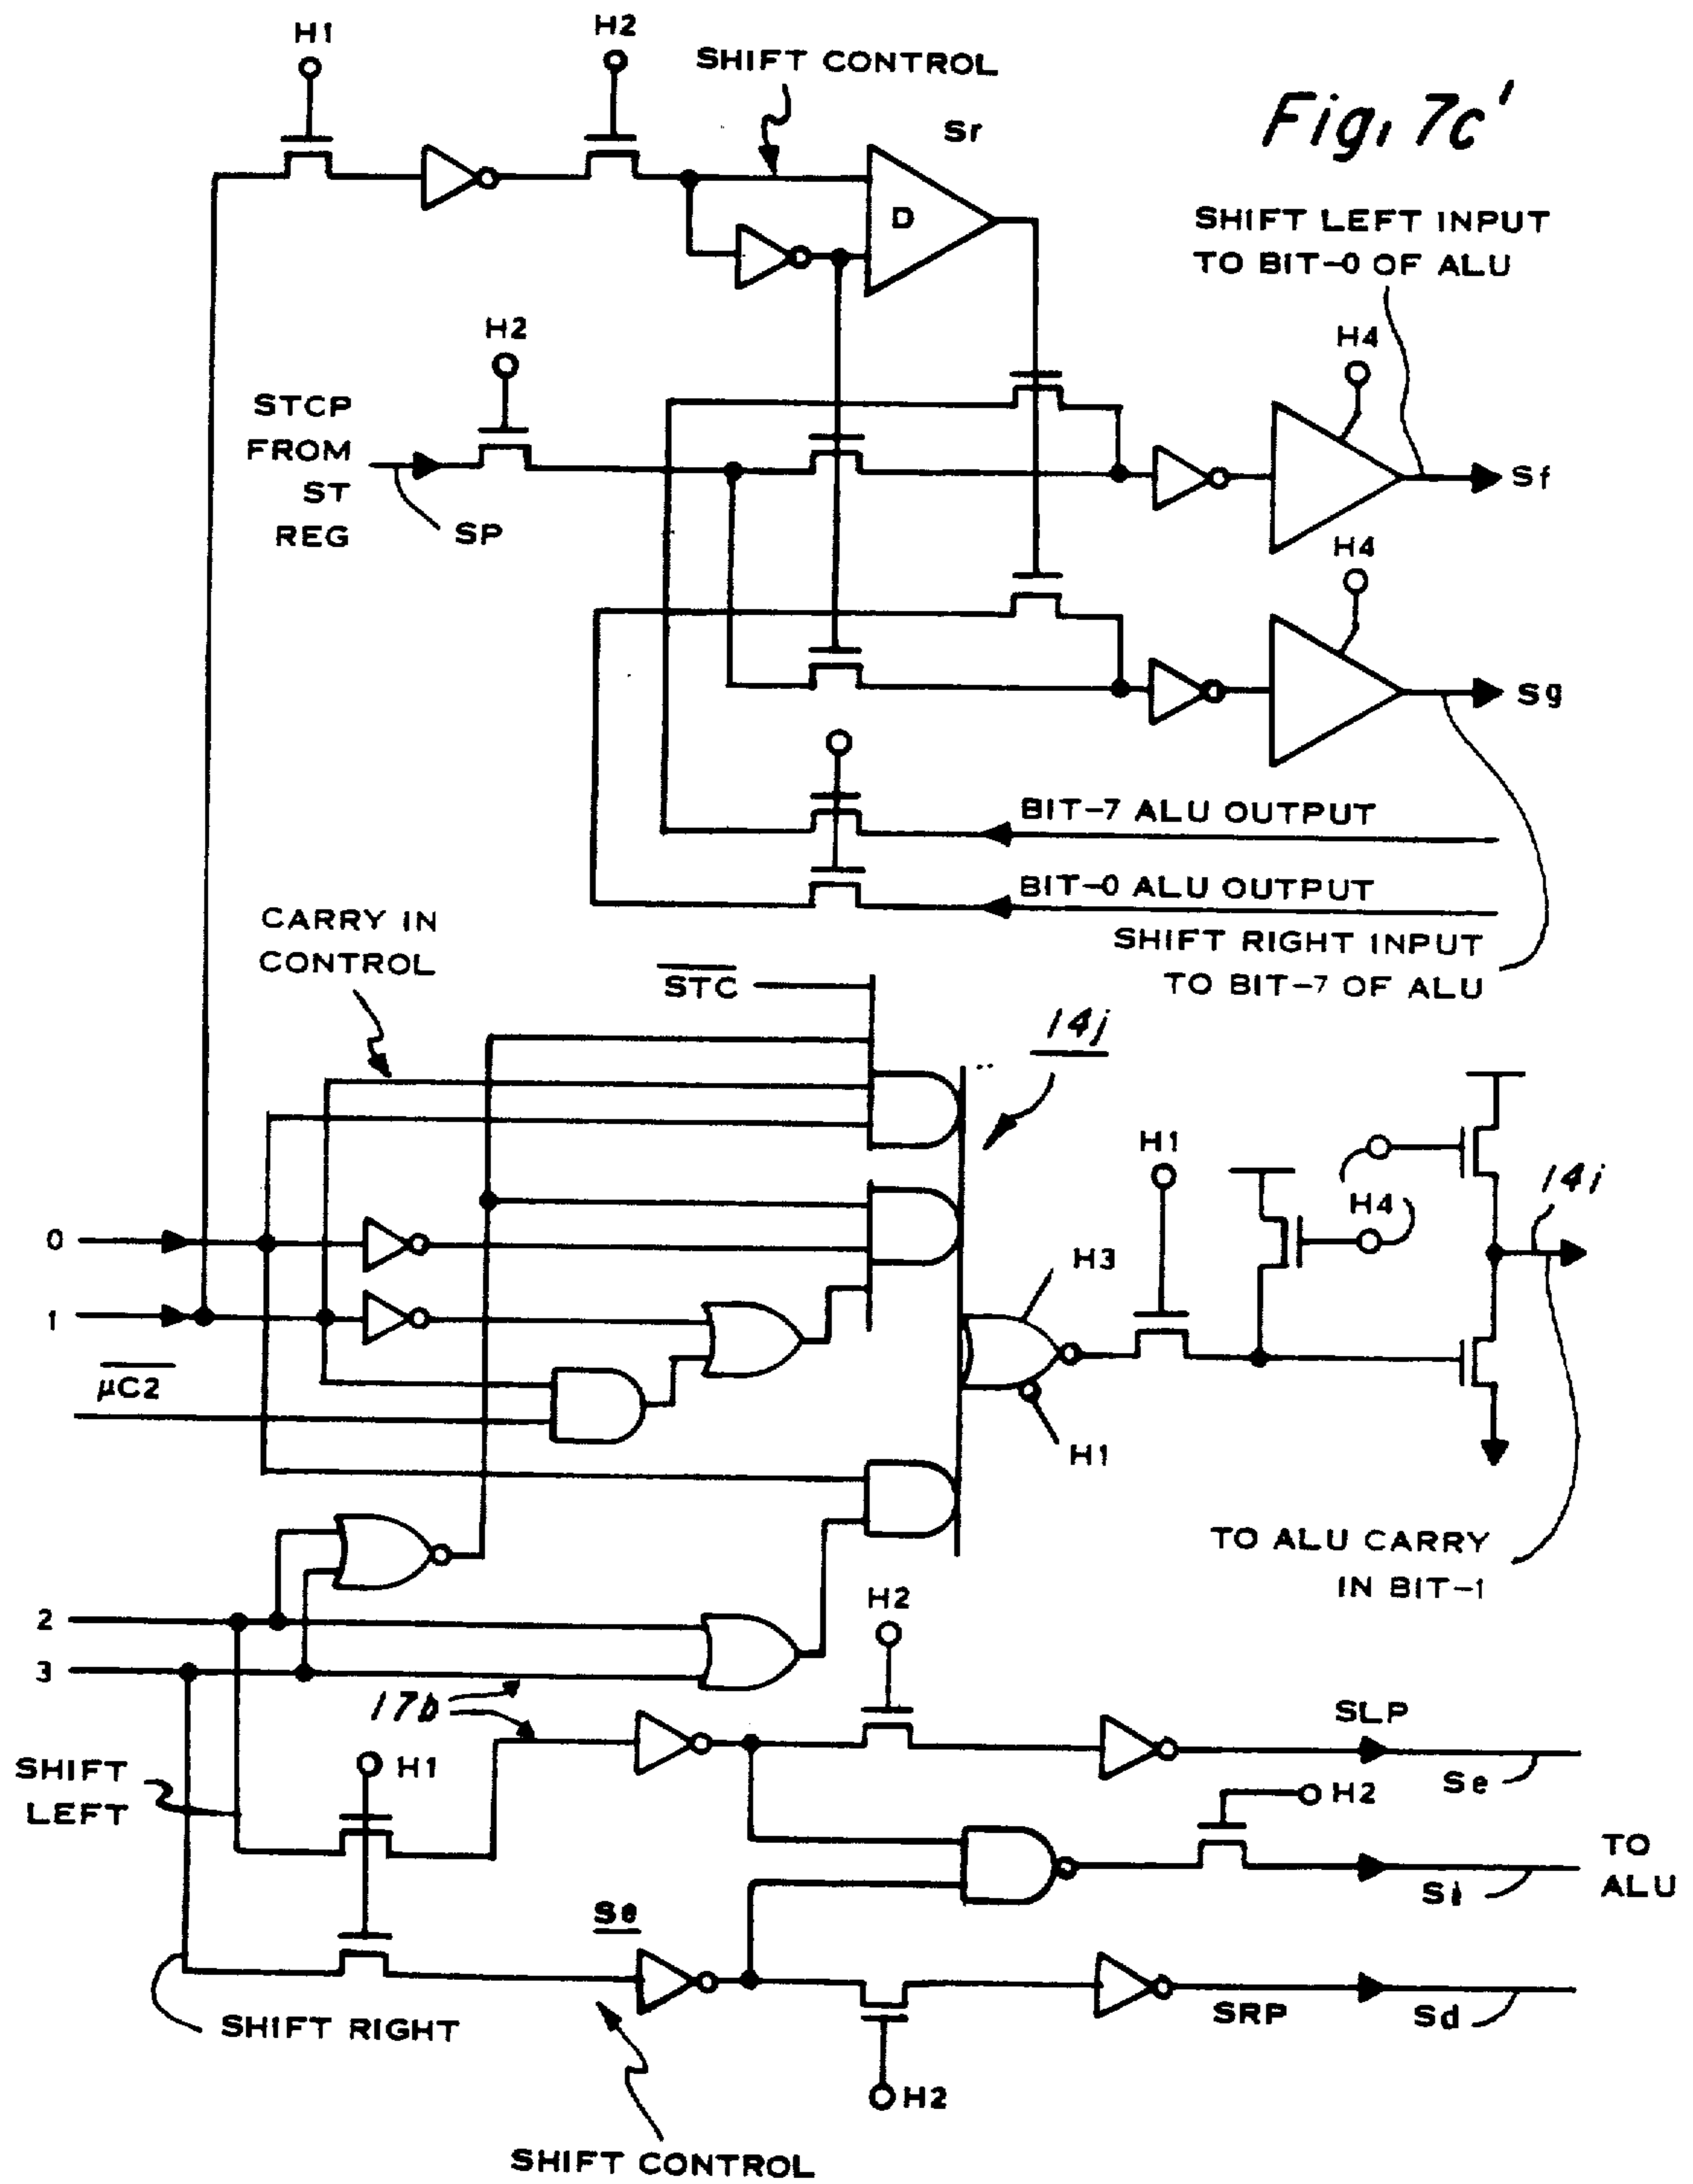 H1
H2
SHIFT CONTROL
Sr
Fig. 7c'
D
SHIFT LEFT INPUT
TO BIT-0 OF ALU
H2
H4
STCP
FROM
ST
REG
SP
Sf
H4
Sg
BIT-7 ALU OUTPUT
BIT-0 ALU OUTPUT
CARRY IN
CONTROL
SHIFT RIGHT INPUT
TO BIT-7 OF ALU
STC
14j
H1
14i
H4
0
H3
1
μC2
H1
TO ALU CARRY
IN BIT-1
2
H2
3
17b
SLP
SHIFT
LEFT
H1
Se
H2
TO
ALU
Si
Se
SHIFT RIGHT
SRP
Sd
H2
SHIFT CONTROL